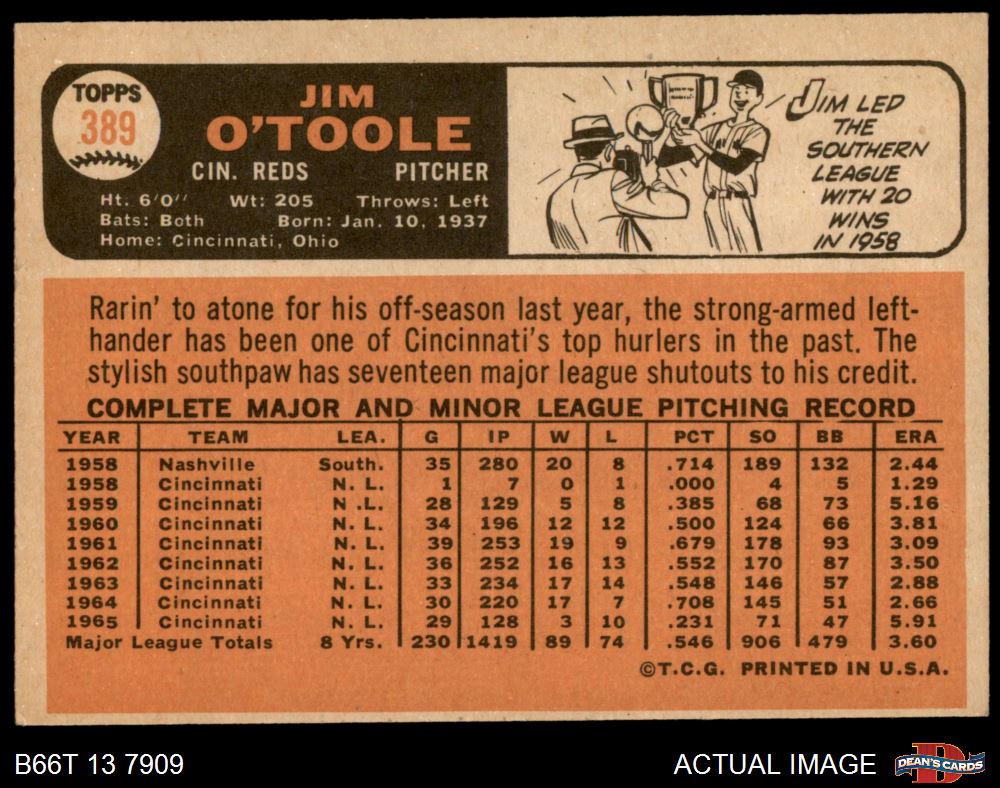 TOPPS
389
JIM
O'TOOLE
CIN. REDS PITCHER
Ht. 6'0" Wt: 205 Throws: Left
Bats: Both Born: Jan. 10, 1937
Home: Cincinnati, Ohio
JIM LED
THE
SOUTHERN
LEAGUE
WITH 20
WINS
IN 1958
Rarin' to atone for his off-season last year, the strong-armed left-
hander has been one of Cincinnati's top hurlers in the past. The
stylish southpaw has seventeen major league shutouts to his credit.
COMPLETE MAJOR AND MINOR LEAGUE PITCHING RECORD
YEAR TEAM LEA. G IP W L PCT SO BB ERA
1958 Nashville South. 35 280 20 8 .714 189 132 2.44
1958 Cincinnati N. L. 1 7 0 1 .000 4 5 1.29
1959 Cincinnati N .L. 28 129 5 8 .385 68 73 5.16
1960 Cincinnati N. L. 34 196 12 12 .500 124 66 3.81
1961 Cincinnati N. L. 39 253 19 9 .679 178 93 3.09
1962 Cincinnati N. L. 36 252 16 13 .552 170 87 3.50
1963 Cincinnati N. L. 33 234 17 14 .548 146 57 2.88
1964 Cincinnati N. L. 30 220 17 7 .708 145 51 2.66
1965 Cincinnati N. L. 29 128 3 10 .231 71 47 5.91
Major League Totals 8 Yrs. 230 1419 89 74 .546 906 479 3.60
©T.C.G. PRINTED IN U.S.A.
B66T 13 7909 ACTUAL IMAGE DEAN'S CARDS